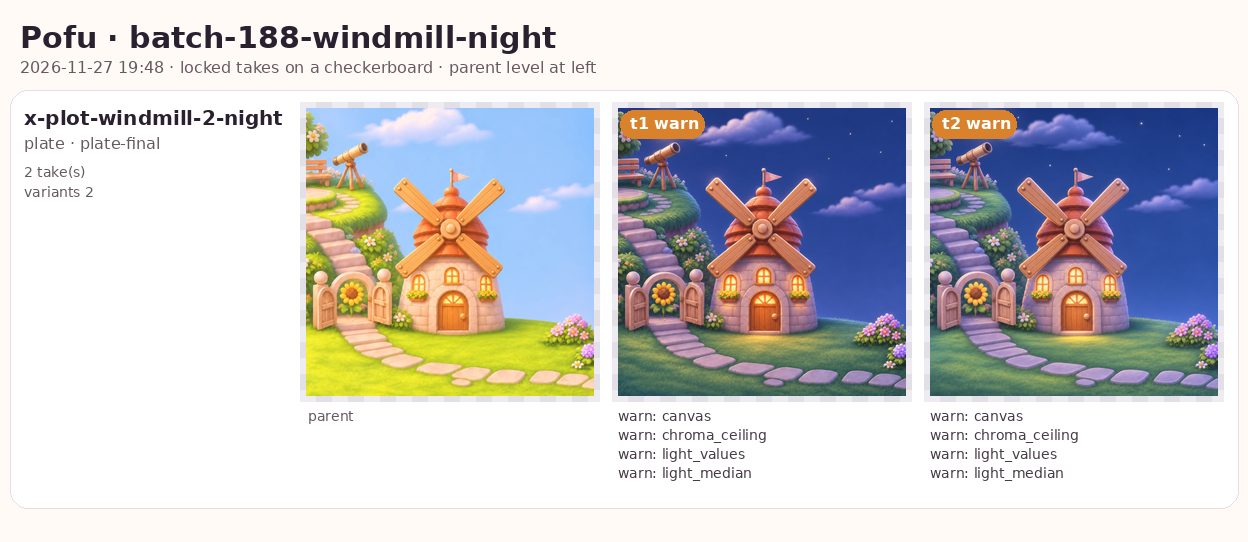 Pofu · batch-188-windmill-night
2026-11-27 19:48 · locked takes on a checkerboard · parent level at left
x-plot-windmill-2-night
plate · plate-final
2 take(s)
variants 2
parent
t1 warn
warn: canvas
warn: chroma_ceiling
warn: light_values
warn: light_median
t2 warn
warn: canvas
warn: chroma_ceiling
warn: light_values
warn: light_median